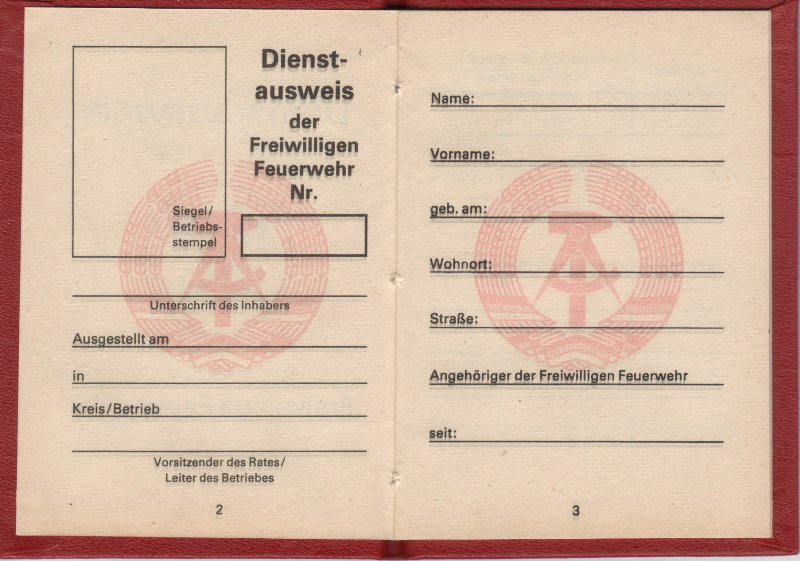 Dienst-
ausweis
der
Freiwilligen
Feuerwehr
Nr.
Siegel/
Betriebs-
stempel
Unterschrift des Inhabers
Ausgestellt am
in
Kreis/Betrieb
Vorsitzender des Rates/
Leiter des Betriebes
2
Name:
Vorname:
geb. am:
Wohnort:
Straße:
Angehöriger der Freiwilligen Feuerwehr
seit:
3